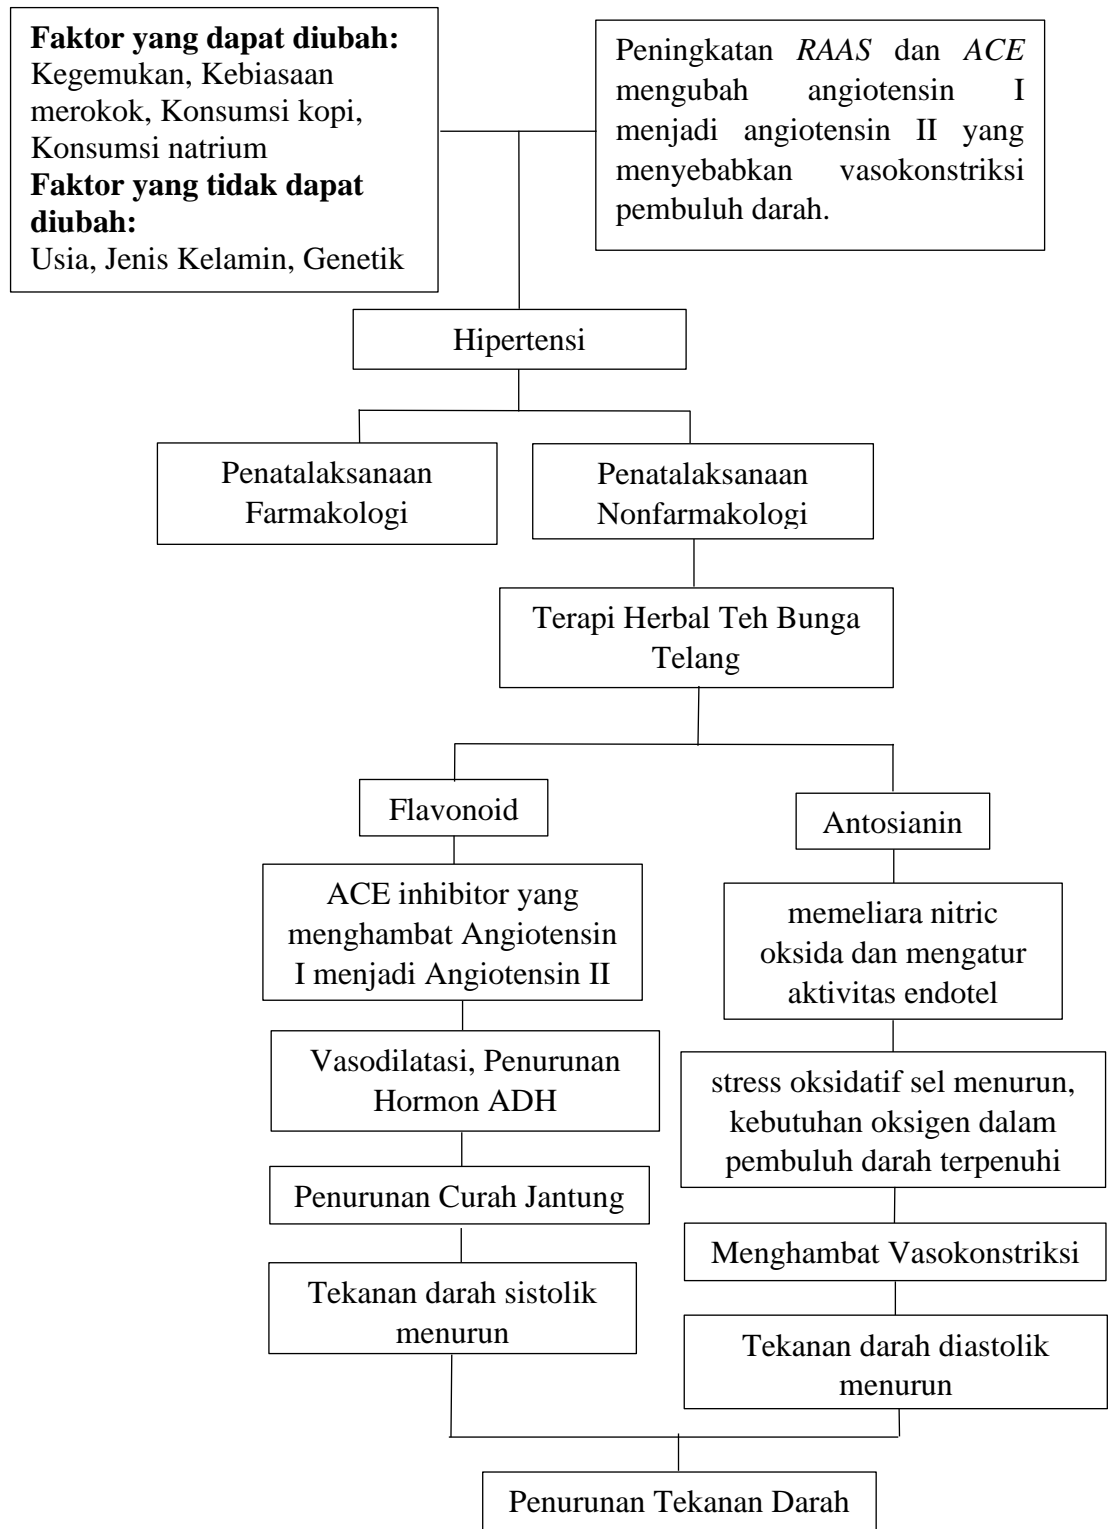 Faktor yang dapat diubah:
Kegemukan, Kebiasaan
merokok, Konsumsi kopi,
Konsumsi natrium
Faktor yang tidak dapat
diubah:
Usia, Jenis Kelamin, Genetik
Peningkatan RAAS dan ACE
mengubah angiotensin I
menjadi angiotensin II yang
menyebabkan vasokonstriksi
pembuluh darah.
Hipertensi
Penatalaksanaan
Farmakologi
Penatalaksanaan
Nonfarmakologi
Terapi Herbal Teh Bunga
Telang
Flavonoid
ACE inhibitor yang
menghambat Angiotensin
I menjadi Angiotensin II
Vasodilatasi, Penurunan
Hormon ADH
Penurunan Curah Jantung
Tekanan darah sistolik
menurun
Antosianin
memeliara nitric
oksida dan mengatur
aktivitas endotel
stress oksidatif sel menurun,
kebutuhan oksigen dalam
pembuluh darah terpenuhi
Menghambat Vasokonstriksi
Tekanan darah diastolik
menurun
Penurunan Tekanan Darah